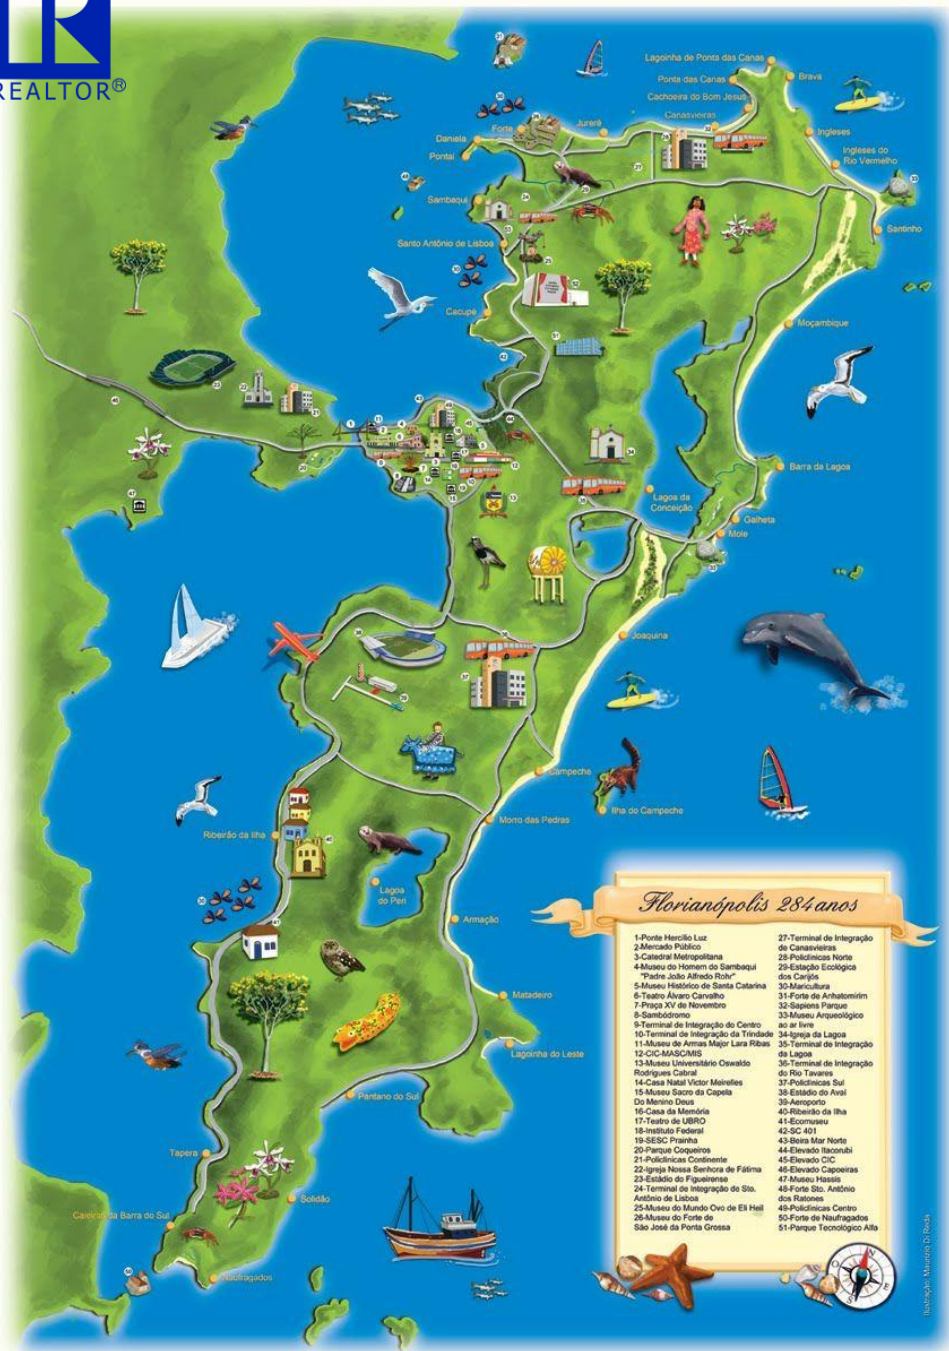 R
REALTOR®
Lagoinha de Ponta das Canas
Ponta das Canas
Brava
Cachoeira do Bom Jesus
Canasvieiras
Forte
Jurerê
Ingleses
Daniela
Pontal
Ingleses do
Rio Vermelho
Sambaqui
Santinho
Santo Antônio de Lisboa
Cacupé
Moçambique
Barra da Lagoa
Lagoa da
Conceição
Galheta
Mole
Joaquina
Campeche
Ilha do Campeche
Morro das Pedras
Ribeirão da Ilha
Lagoa
do Peri
Armação
Matadeiro
Lagoinha do Leste
Pantano do Sul
Tapera
Solidão
Caieiras da Barra do Sul
Naufragados
Florianópolis 284 anos
1-Ponte Hercílio Luz
2-Mercado Público
3-Catedral Metropolitana
4-Museu do Homem do Sambaqui
"Padre João Alfredo Rohr"
5-Museu Histórico de Santa Catarina
6-Teatro Álvaro Carvalho
7-Praça XV de Novembro
8-Sambódromo
9-Terminal de Integração do Centro
10-Terminal de Integração da Trindade
11-Museu de Armas Major Lara Ribas
12-CIC-MASC/MIS
13-Museu Universitário Oswaldo
Rodrigues Cabral
14-Casa Natal Victor Meirelles
15-Museu Sacro da Capela
Do Menino Deus
16-Casa da Memória
17-Teatro de UBRO
18-Instituto Federal
19-SESC Prainha
20-Parque Coqueiros
21-Policlínicas Continente
22-Igreja Nossa Senhora de Fátima
23-Estádio do Figueirense
24-Terminal de Integração de Sto.
Antônio de Lisboa
25-Museu do Mundo Ovo de Eli Heil
26-Museu do Forte de
São José da Ponta Grossa
27-Terminal de Integração
de Canasvieiras
28-Policlínicas Norte
29-Estação Ecológica
dos Carijós
30-Maricultura
31-Forte de Anhatomirim
32-Sapiens Parque
33-Museu Arqueológico
ao ar livre
34-Igreja da Lagoa
35-Terminal de Integração
da Lagoa
36-Terminal de Integração
do Rio Tavares
37-Policlínicas Sul
38-Estádio do Avaí
39-Aeroporto
40-Ribeirão da Ilha
41-Ecomuseu
42-SC 401
43-Beira Mar Norte
44-Elevado Itacorubi
45-Elevado CIC
46-Elevado Capoeiras
47-Museu Hassis
48-Forte Sto. Antônio
dos Ratones
49-Policlínicas Centro
50-Forte de Naufragados
51-Parque Tecnológico Alfa
N
E
S
O